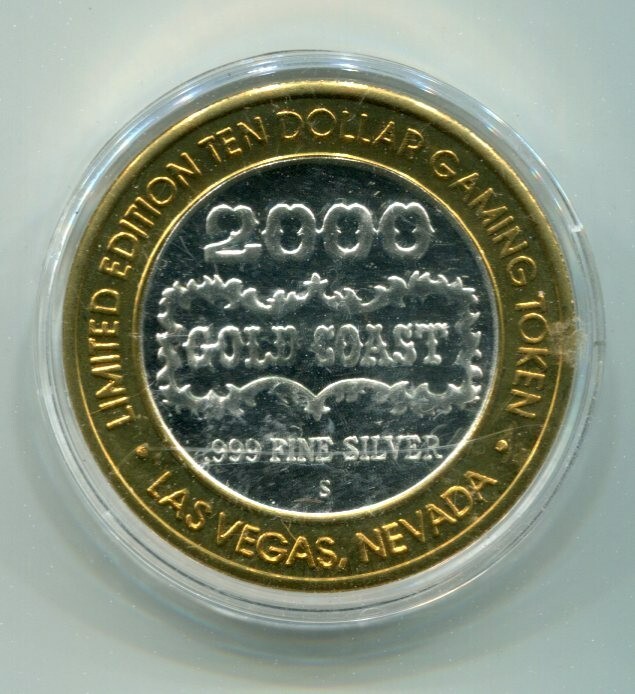 LIMITED EDITION TEN DOLLAR GAMING TOKEN
2000
GOLD COAST
.999 FINE SILVER
S
LAS VEGAS, NEVADA